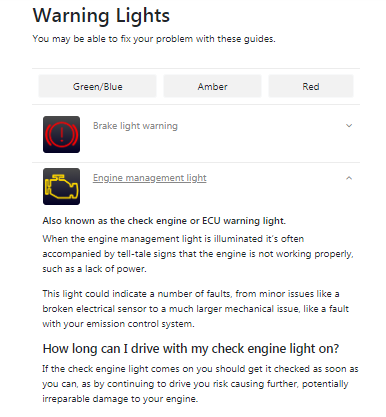 Warning Lights
You may be able to fix your problem with these guides.
Green/Blue
Amber
Red
Brake light warning
Engine management light
Also known as the check engine or ECU warning light.
When the engine management light is illuminated it's often
accompanied by tell-tale signs that the engine is not working properly,
such as a lack of power.
This light could indicate a number of faults, from minor issues like a
broken electrical sensor to a much larger mechanical issue, like a fault
with your emission control system.
How long can I drive with my check engine light on?
If the check engine light comes on you should get it checked as soon as
you can, as by continuing to drive you risk causing further, potentially
irreparable damage to your engine.